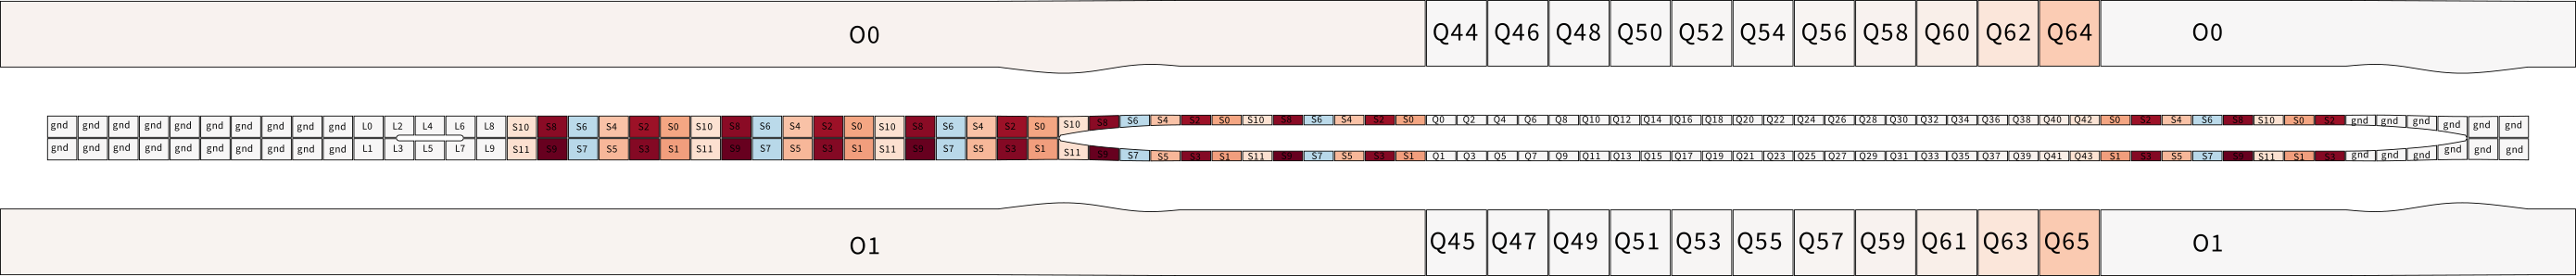 O0 Q44 Q46 Q48 Q50 Q52 Q54 Q56 Q58 Q60 Q62 Q64 O0
gnd gnd gnd gnd gnd gnd gnd gnd gnd gnd L0 L2 L4 L6 L8 S10 S8 S6 S4 S2 S0 S10 S8 S6 S4 S2 S0 S10 S8 S6 S4 S2 S0 S10 S8 S6 S4 S2 S0 S10 S8 S6 S4 S2 S0 Q0 Q2 Q4 Q6 Q8 Q10 Q12 Q14 Q16 Q18 Q20 Q22 Q24 Q26 Q28 Q30 Q32 Q34 Q36 Q38 Q40 Q42 S0 S2 S4 S6 S8 S10 S0 S2 gnd gnd gnd gnd gnd gnd
gnd gnd gnd gnd gnd gnd gnd gnd gnd gnd L1 L3 L5 L7 L9 S11 S9 S7 S5 S3 S1 S11 S9 S7 S5 S3 S1 S11 S9 S7 S5 S3 S1 S11 S9 S7 S5 S3 S1 S11 S9 S7 S5 S3 S1 Q1 Q3 Q5 Q7 Q9 Q11 Q13 Q15 Q17 Q19 Q21 Q23 Q25 Q27 Q29 Q31 Q33 Q35 Q37 Q39 Q41 Q43 S1 S3 S5 S7 S9 S11 S1 S3 gnd gnd gnd gnd gnd gnd
O1 Q45 Q47 Q49 Q51 Q53 Q55 Q57 Q59 Q61 Q63 Q65 O1